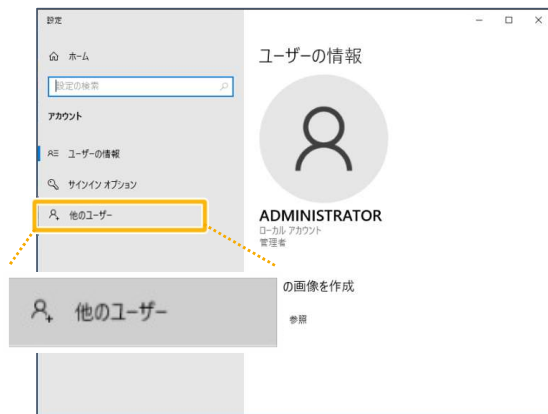 設定
ホーム
設定の検索
アカウント
ユーザーの情報
サインイン オプション
他のユーザー
他のユーザー
ユーザーの情報
ADMINISTRATOR
ローカル アカウント
管理者
の画像を作成
参照